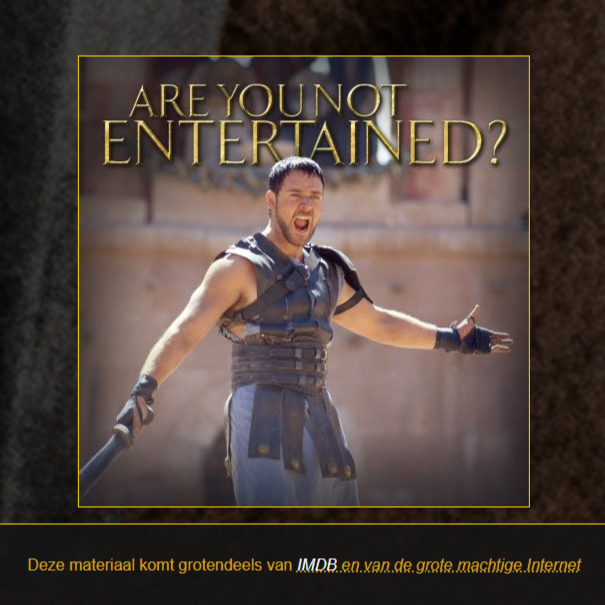 ARE YOU NOT
ENTERTAINED?
Deze materiaal komt grotendeels van IMDB en van de grote machtige Internet